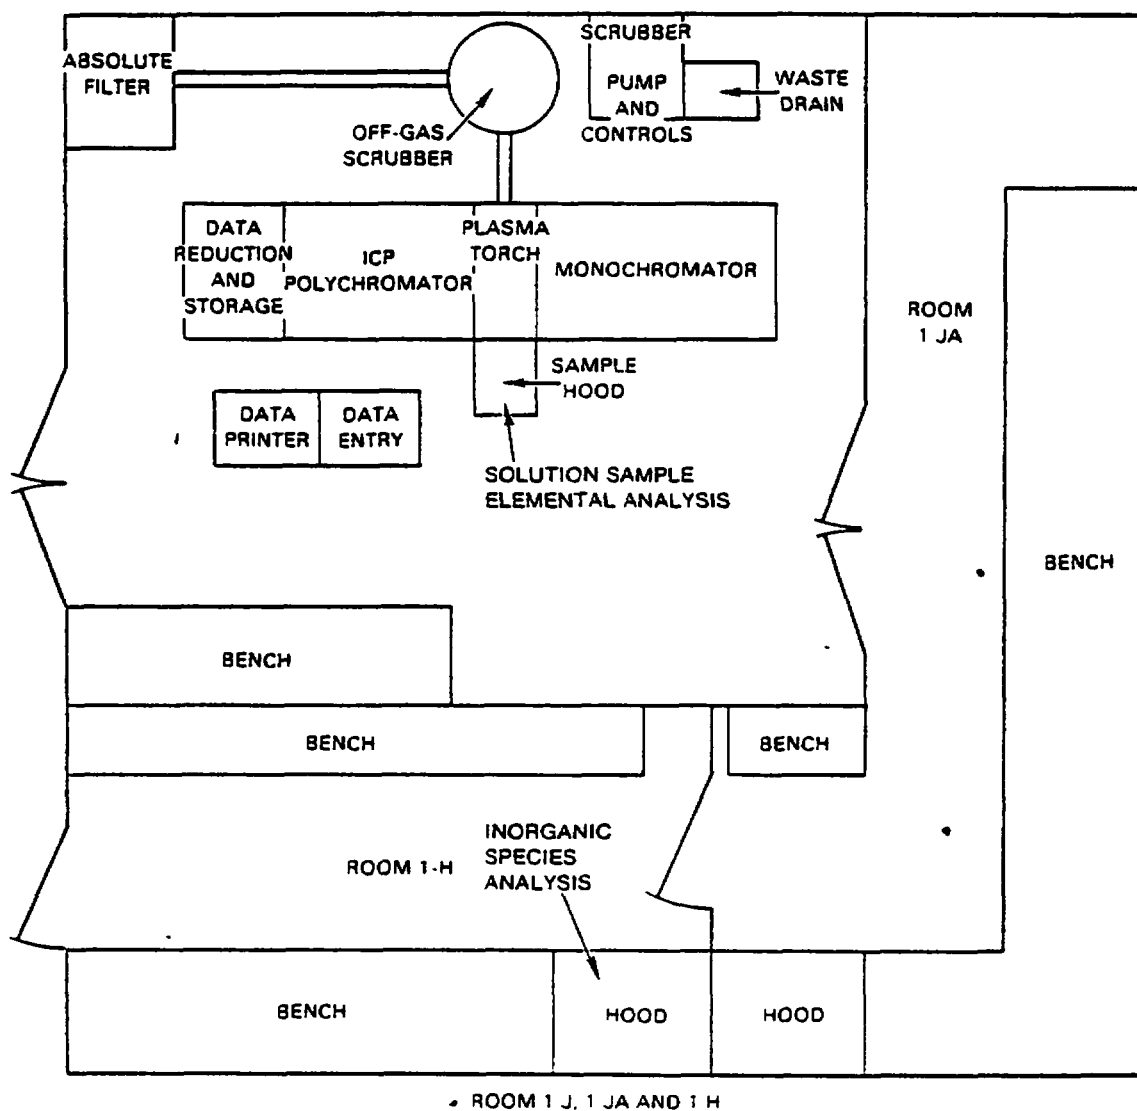 ABSOLUTE
FILTER
OFF-GAS
SCRUBBER
SCRUBBER
PUMP
AND
CONTROLS
WASTE
DRAIN
DATA
REDUCTION
AND
STORAGE
ICP
POLYCHROMATOR
PLASMA
TORCH
MONOCHROMATOR
ROOM
1 JA
SAMPLE
HOOD
DATA
PRINTER
DATA
ENTRY
SOLUTION SAMPLE
ELEMENTAL ANALYSIS
BENCH
BENCH
BENCH
BENCH
INORGANIC
SPECIES
ANALYSIS
ROOM 1-H
BENCH
HOOD
HOOD
ROOM 1 J, 1 JA AND 1 H